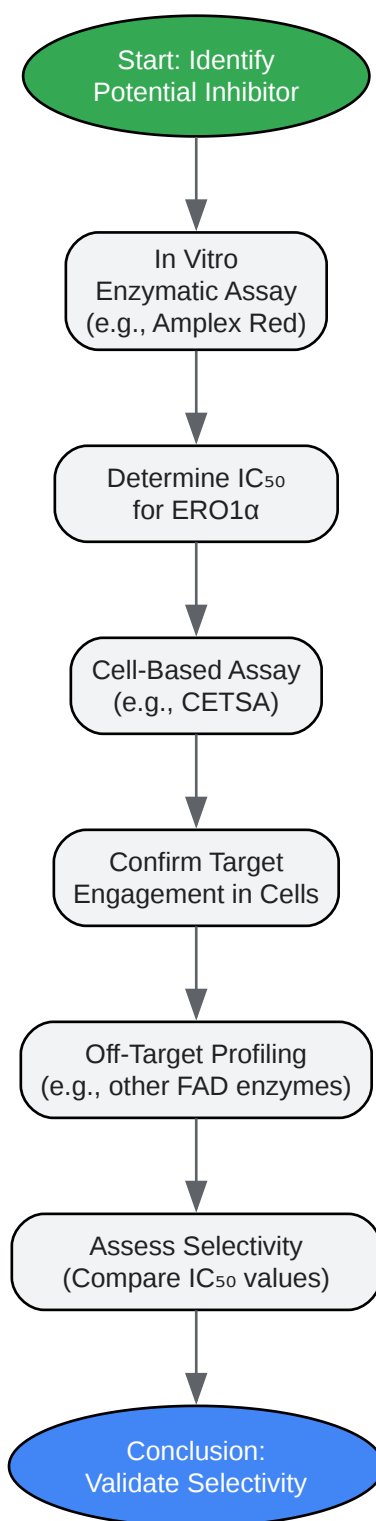 Start: Identify
Potential Inhibitor
In Vitro
Enzymatic Assay
(e.g., Amplex Red)
Determine IC₅₀
for ERO1α
Cell-Based Assay
(e.g., CETSA)
Confirm Target
Engagement in Cells
Off-Target Profiling
(e.g., other FAD enzymes)
Assess Selectivity
(Compare IC₅₀ values)
Conclusion:
Validate Selectivity